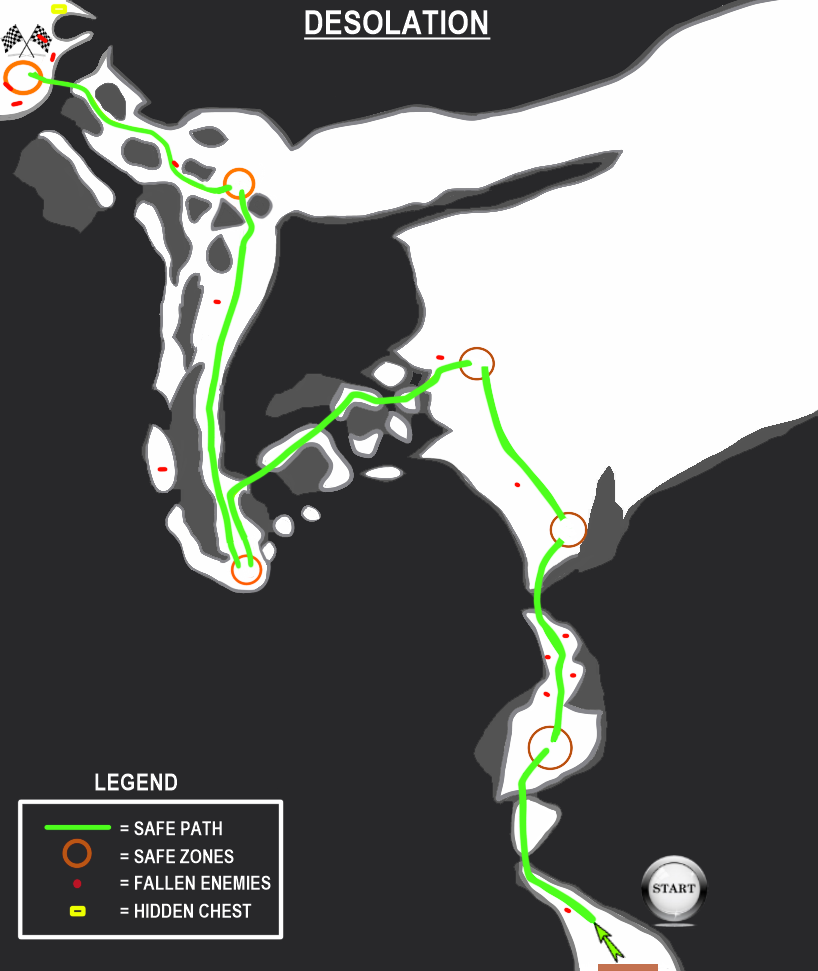 DESOLATION
START
LEGEND
= SAFE PATH
= SAFE ZONES
= FALLEN ENEMIES
= HIDDEN CHEST